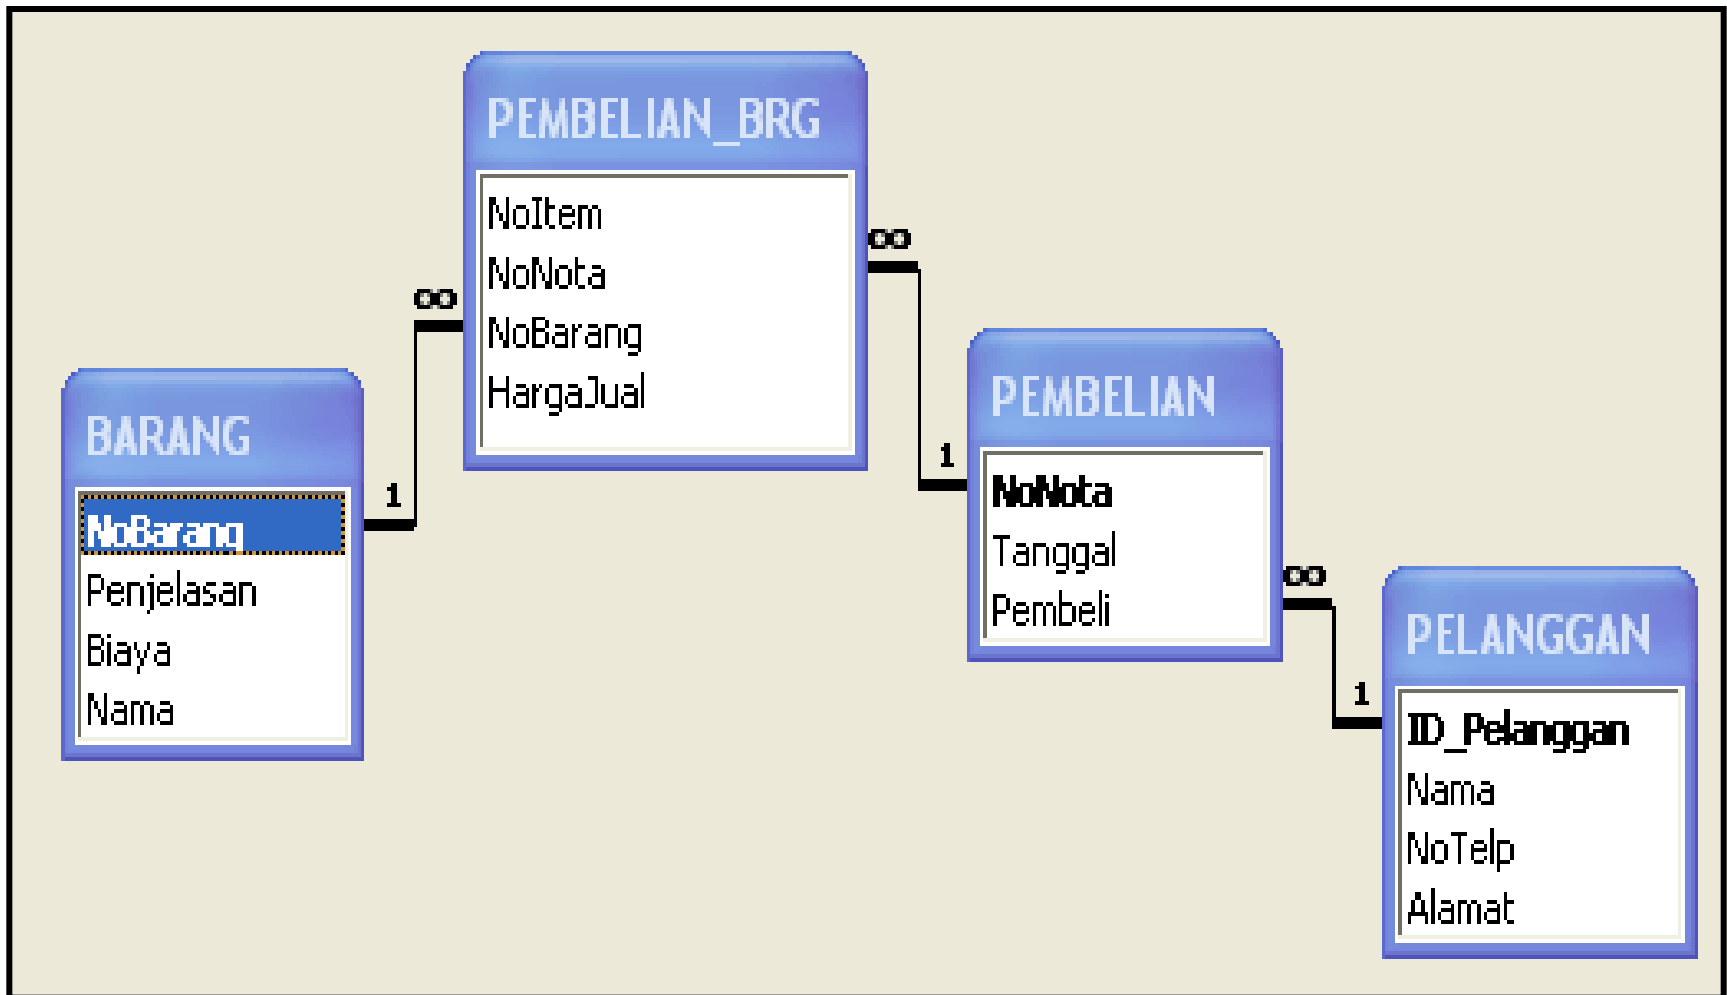 PEMBELIAN_BRG
NoItem
NoNota
NoBarang
HargaJual
∞
∞
1
1
BARANG
NoBarang
Penjelasan
Biaya
Nama
PEMBELIAN
NoNota
Tanggal
Pembeli
∞
1
PELANGGAN
ID_Pelanggan
Nama
NoTelp
Alamat